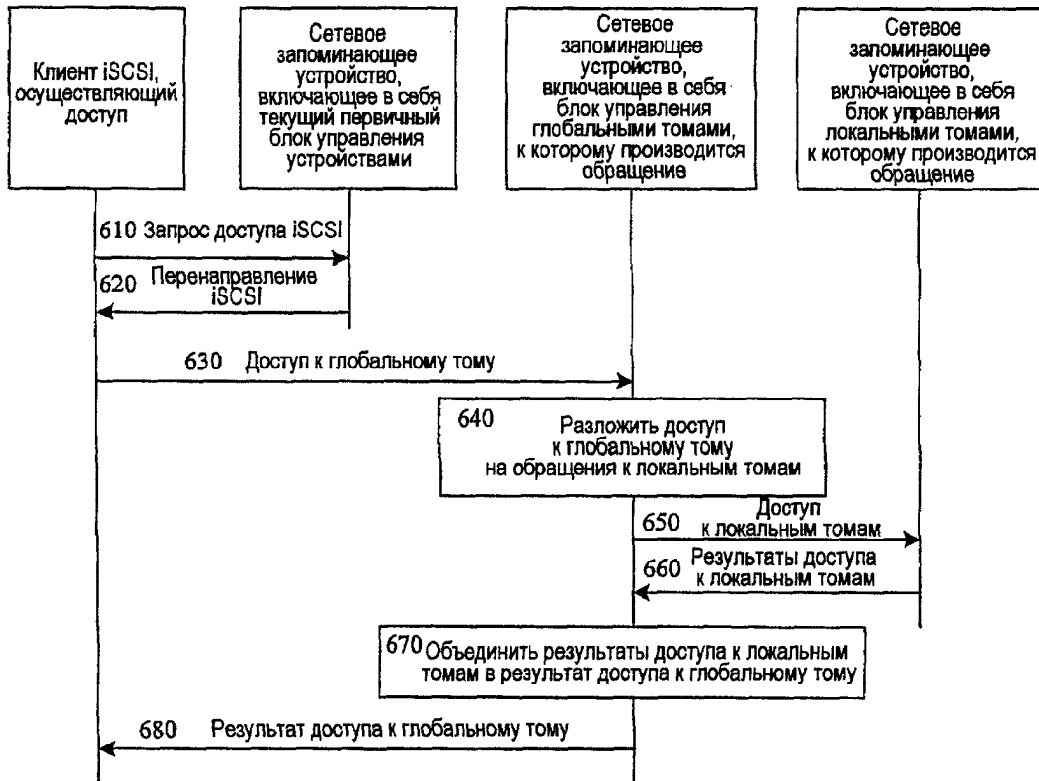 Клиент iSCSI,
осуществляющий
доступ
Сетевое
запоминающее
устройство,
включающее в себя
текущий первичный
блок управления
устройствами
Сетевое
запоминающее
устройство,
включающее в себя
блок управления
глобальными томами,
к которому производится
обращение
Сетевое
запоминающее
устройство,
включающее в себя
блок управления
локальными томами,
к которому производится
обращение
610 Запрос доступа iSCSI
620 Перенаправление
iSCSI
630 Доступ к глобальному тому
640 Разложить доступ
к глобальному тому
на обращения к локальным томам
650 Доступ
к локальным томам
660 Результаты доступа
к локальным томам
670 Объединить результаты доступа к локальным
томам в результат доступа к глобальному тому
680 Результат доступа к глобальному тому